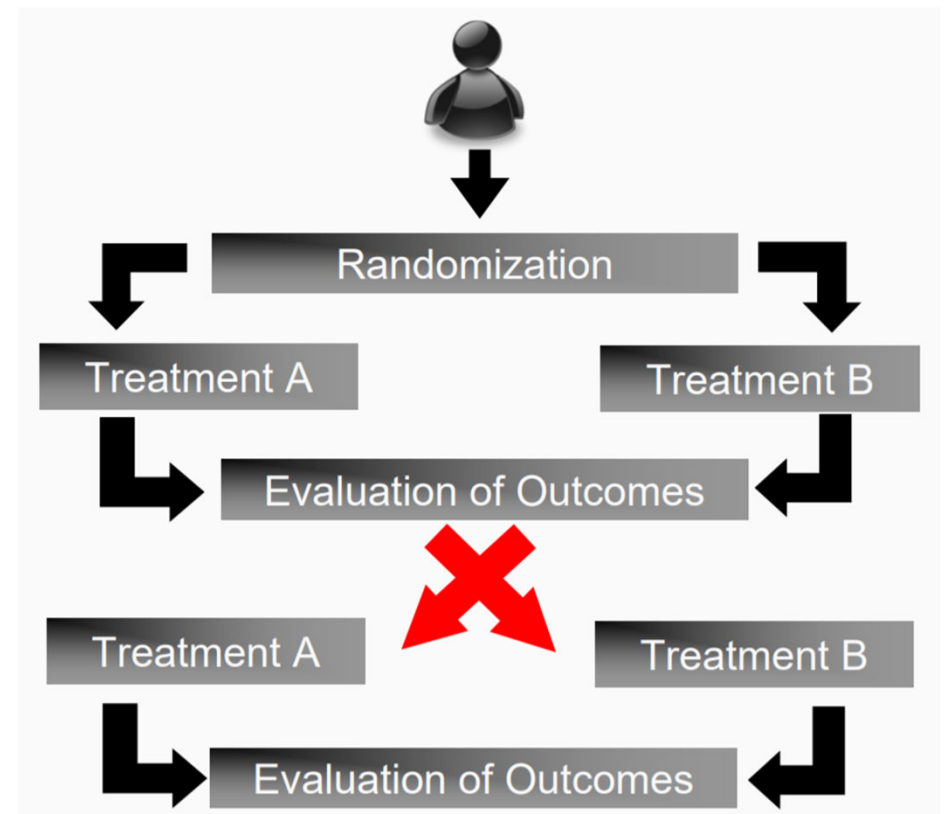 Randomization
Treatment A
Treatment B
Evaluation of Outcomes
Treatment A
Treatment B
Evaluation of Outcomes